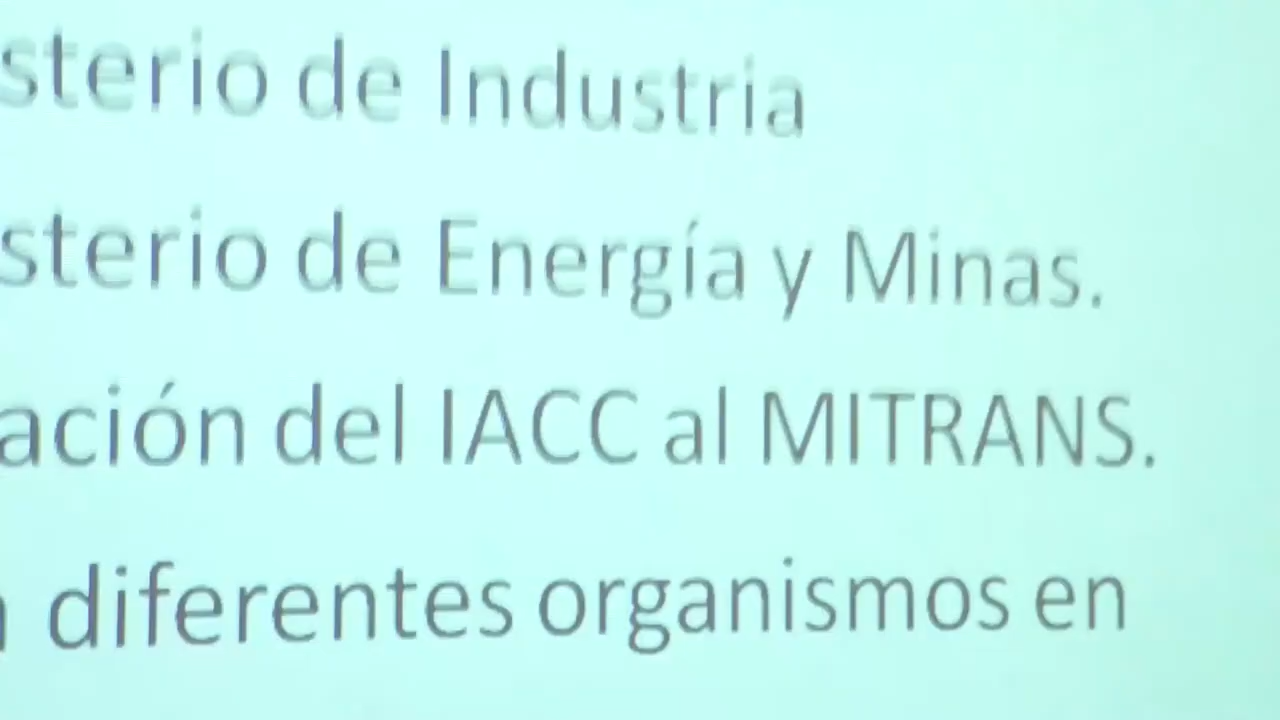 sterio de Industria
sterio de Energía y Minas.
ación del IACC al MITRANS.
diferentes organismos en